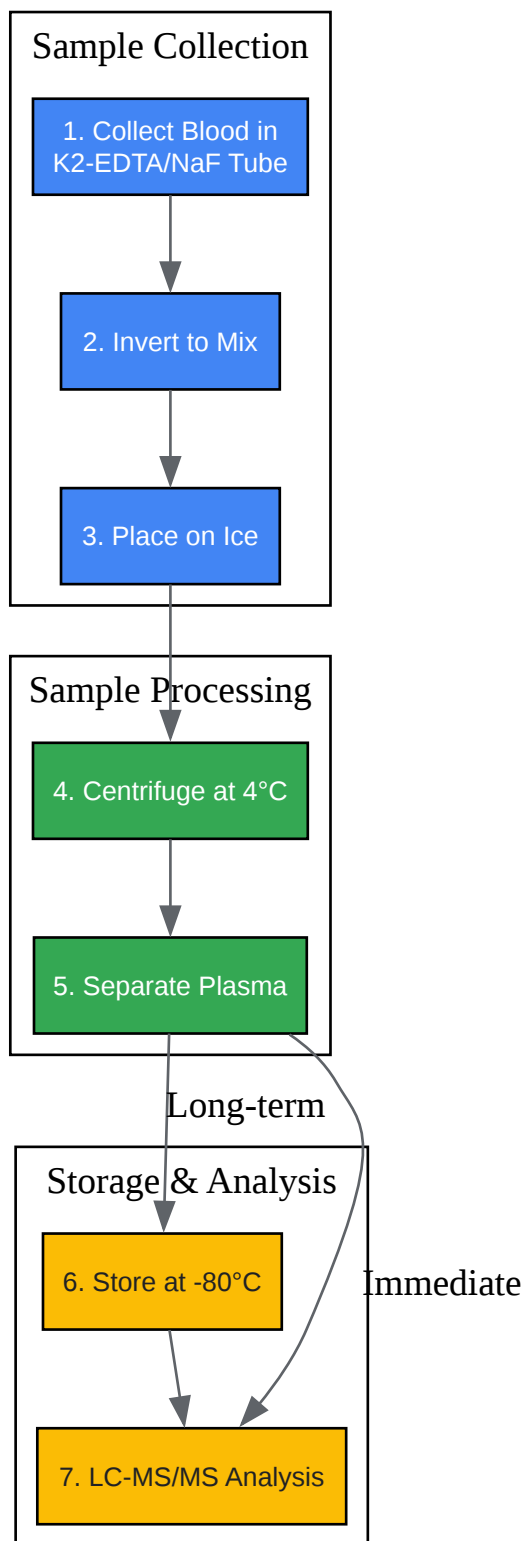 Sample Collection
1. Collect Blood in
K2-EDTA/NaF Tube
2. Invert to Mix
3. Place on Ice
Sample Processing
4. Centrifuge at 4°C
5. Separate Plasma
Long-term
Storage & Analysis
6. Store at -80°C
Immediate
7. LC-MS/MS Analysis